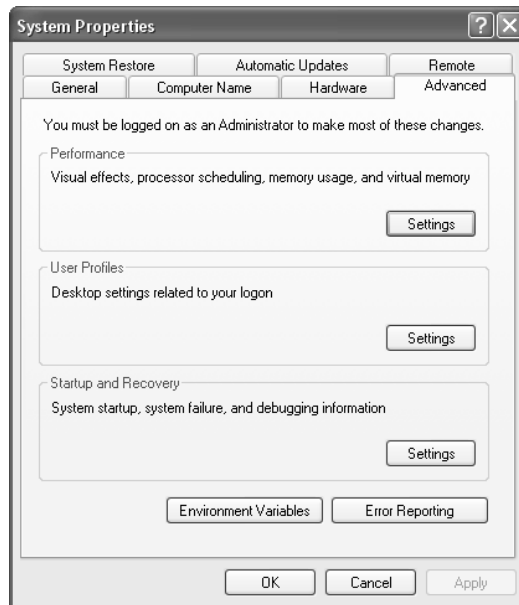 System Properties
System Restore Automatic Updates Remote
General Computer Name Hardware Advanced
You must be logged on as an Administrator to make most of these changes.
Performance
Visual effects, processor scheduling, memory usage, and virtual memory
Settings
User Profiles
Desktop settings related to your logon
Settings
Startup and Recovery
System startup, system failure, and debugging information
Settings
Environment Variables Error Reporting
OK Cancel Apply